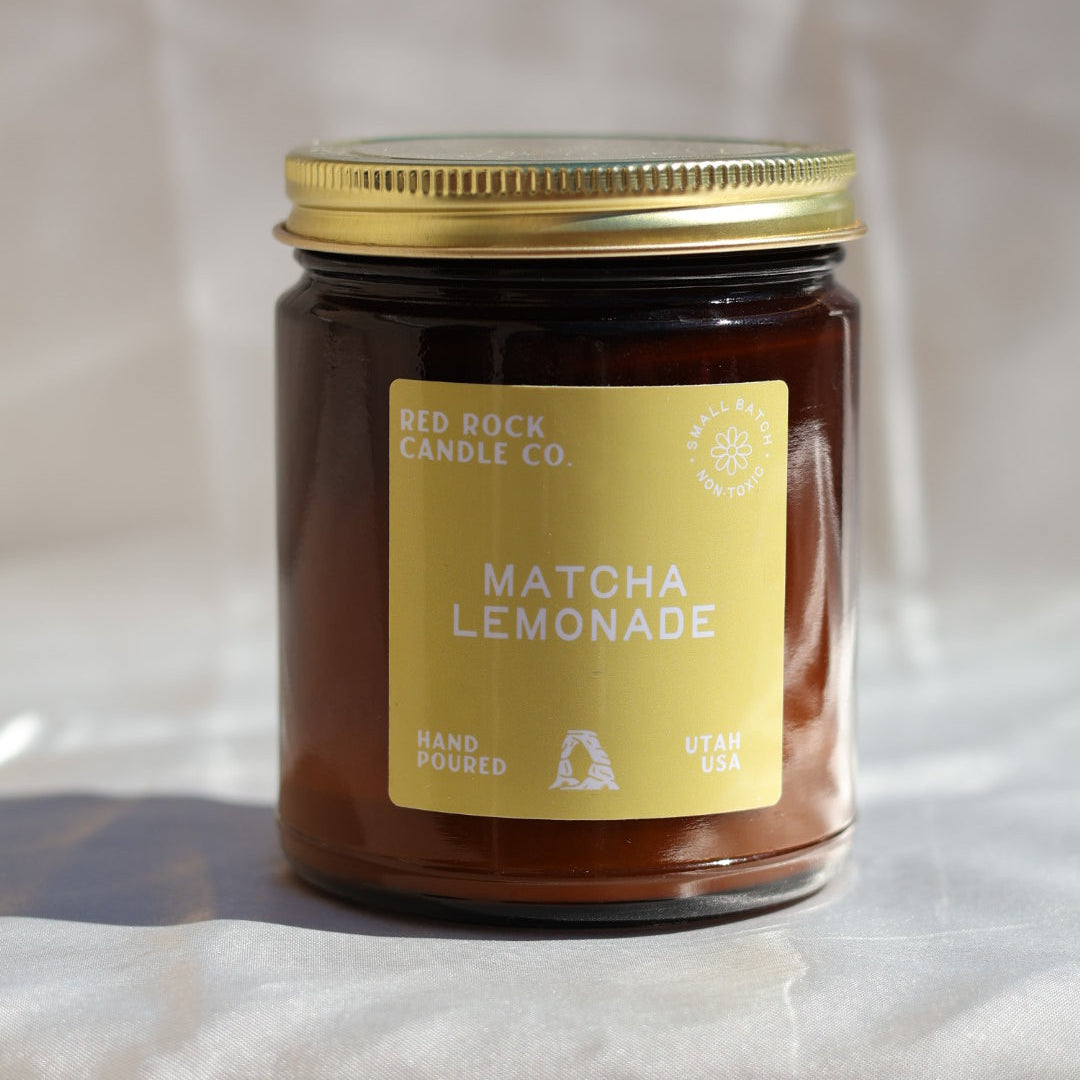 RED ROCK
CANDLE CO.
SMALL BATCH
NON-TOXIC
MATCHA
LEMONADE
HAND
POURED
UTAH
USA